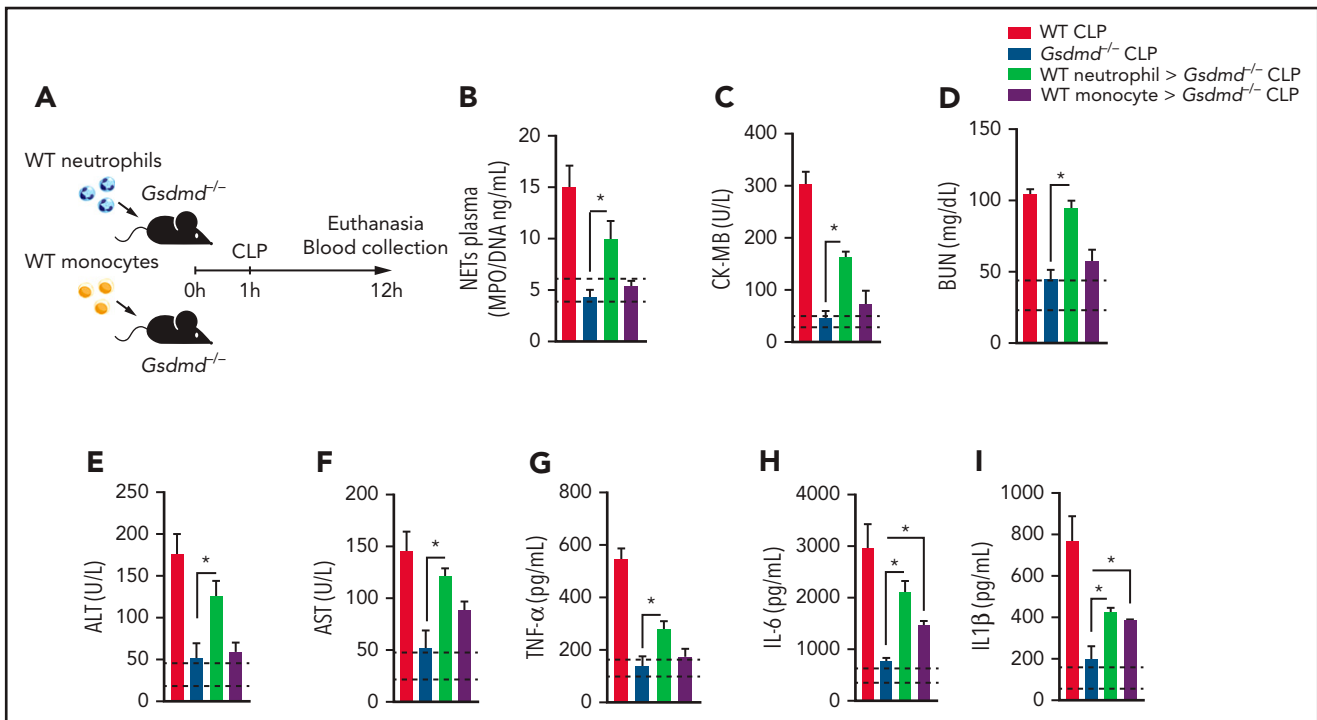 WT CLP
Gsdmd–/– CLP
WT neutrophil > Gsdmd–/– CLP
WT monocyte > Gsdmd–/– CLP
A
WT neutrophils
Gsdmd–/–
WT monocytes
Gsdmd–/–
CLP
Euthanasia
Blood collection
0h
1h
12h
B
NETs plasma
(MPO/DNA ng/mL)
20
15
10
5
0
*
C
CK-MB (U/L)
400
300
200
100
0
*
D
BUN (mg/dL)
150
100
50
0
*
E
ALT (U/L)
250
200
150
100
50
0
*
F
AST (U/L)
200
150
100
50
0
*
G
TNF-α (pg/mL)
800
600
400
200
0
*
H
IL-6 (pg/mL)
4000
3000
2000
1000
0
*
*
I
IL1β (pg/mL)
1000
800
600
400
200
0
*
*